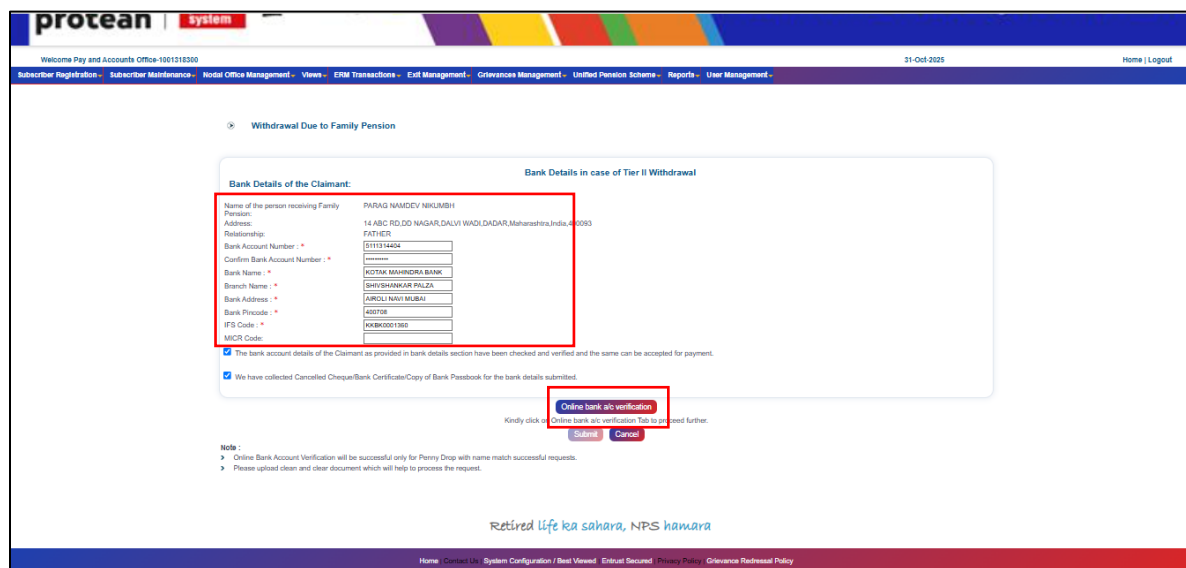 protean system
Welcome Pay and Accounts Office-1001318300 31-Oct-2025 Home | Logout
Subscriber Registration Subscriber Maintenance Nodal Office Management Views ERM Transactions Exit Management Grievances Management Unified Pension Scheme Reports User Management
Withdrawal Due to Family Pension
Bank Details in case of Tier II Withdrawal
Bank Details of the Claimant:
Name of the person receiving Family Pension: PARAG NAMDEV NIKUMBH
Address: 14 ABC RD,DD NAGAR,DALVI WADI,DADAR,Maharashtra,India,400093
Relationship: FATHER
Bank Account Number : * 5111314404
Confirm Bank Account Number : * ••••••••••
Bank Name : * KOTAK MAHINDRA BANK
Branch Name : * SHIVSHANKAR PALZA
Bank Address : * AIROLI NAVI MUBAI
Bank Pincode : * 400708
IFS Code : * KKBK0001360
MICR Code:
The bank account details of the Claimant as provided in bank details section have been checked and verified and the same can be accepted for payment.
We have collected Cancelled Cheque/Bank Certificate/Copy of Bank Passbook for the bank details submitted.
Online bank a/c verification
Kindly click on Online bank a/c verification Tab to proceed further.
Submit Cancel
Note :
Online Bank Account Verification will be successful only for Penny Drop with name match successful requests.
Please upload clean and clear document which will help to process the request.
Retired life ka sahara, NPS hamara
Home | Contact Us | System Configuration / Best Viewed | Entrust Secured | Privacy Policy | Grievance Redressal Policy